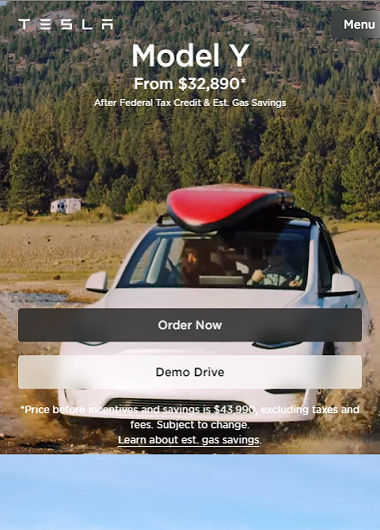 TESLA
Menu
Model Y
From $32,890*
After Federal Tax Credit & Est. Gas Savings
Order Now
Demo Drive
*Price before incentives and savings is $43,990, excluding taxes and
fees. Subject to change.
Learn about est. gas savings.